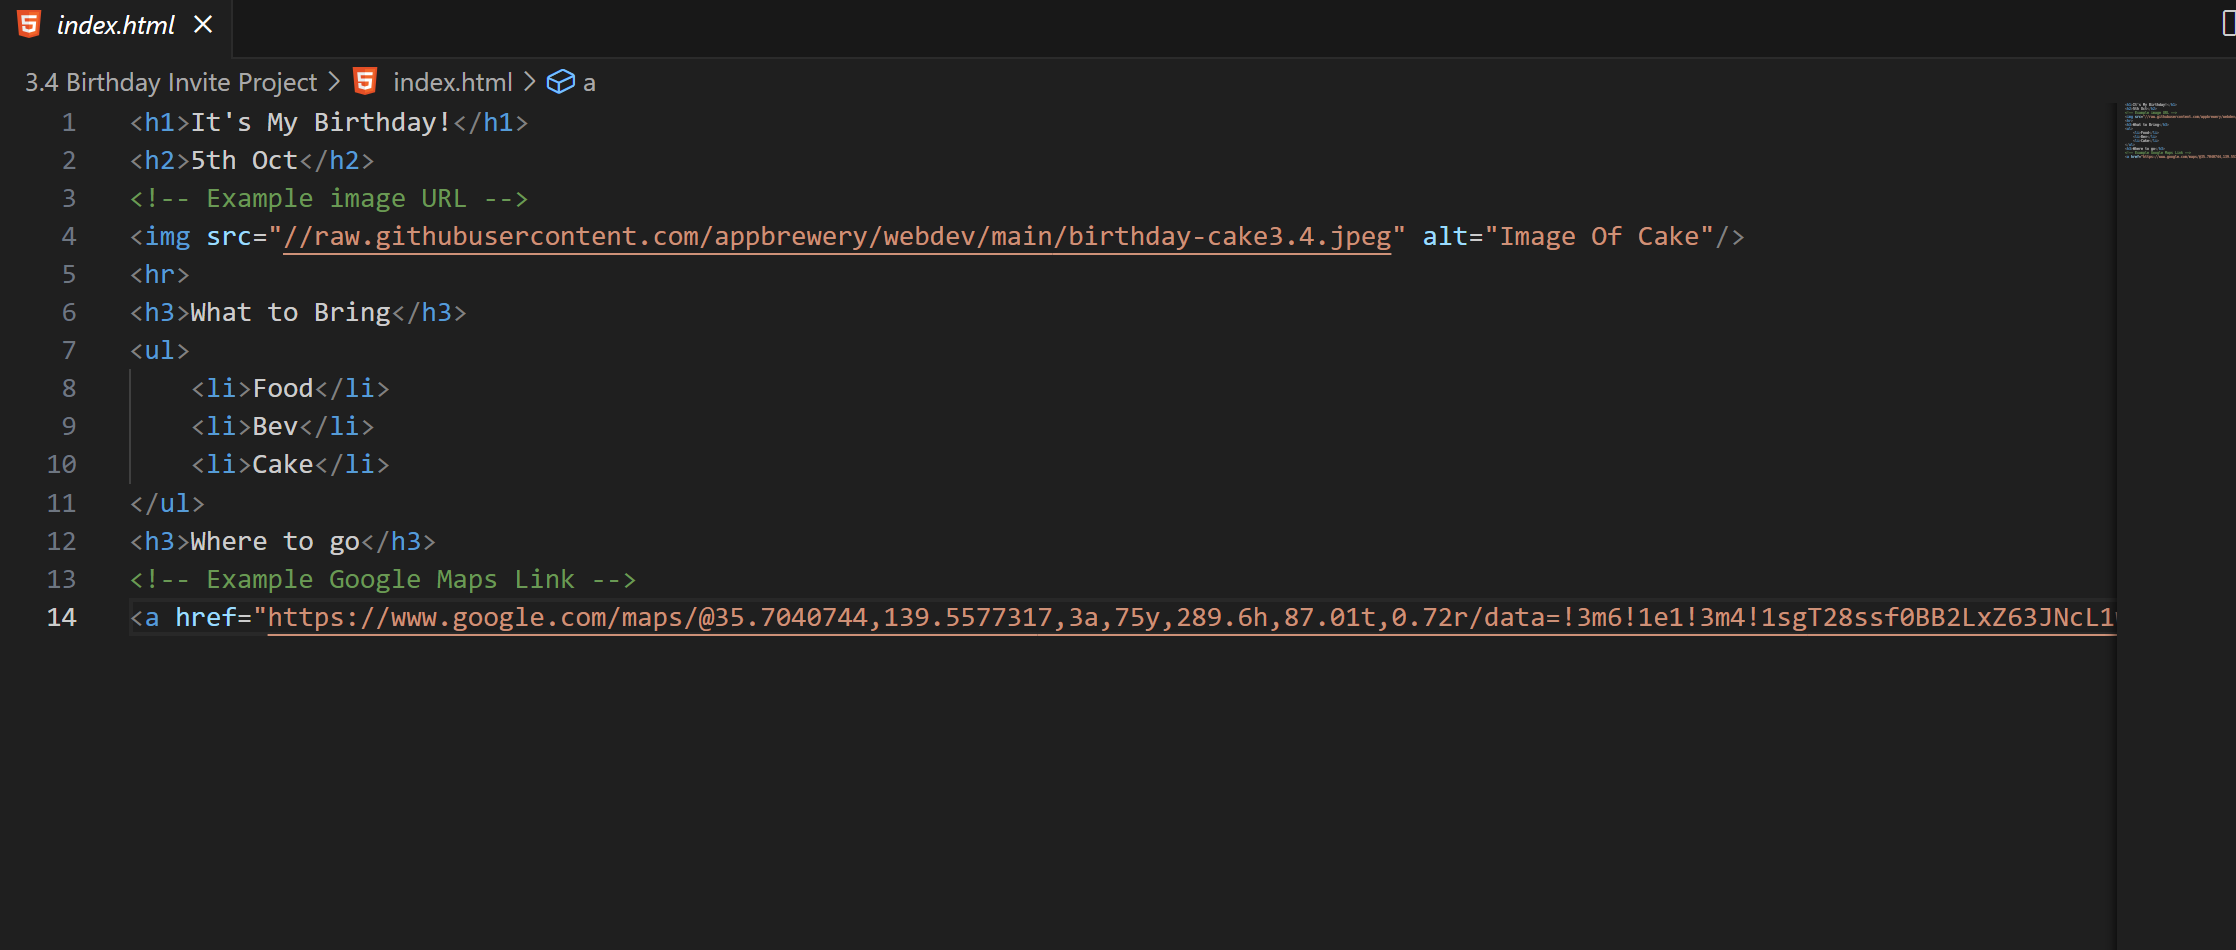 index.html
3.4 Birthday Invite Project > index.html > a
1 <h1>It's My Birthday!</h1>
2 <h2>5th Oct</h2>
3 <!-- Example image URL -->
4 <img src="//raw.githubusercontent.com/appbrewery/webdev/main/birthday-cake3.4.jpeg" alt="Image Of Cake"/>
5 <hr>
6 <h3>What to Bring</h3>
7 <ul>
8 <li>Food</li>
9 <li>Bev</li>
10 <li>Cake</li>
11 </ul>
12 <h3>Where to go</h3>
13 <!-- Example Google Maps Link -->
14 <a href="https://www.google.com/maps/@35.7040744,139.5577317,3a,75y,289.6h,87.01t,0.72r/data=!3m6!1e1!3m4!1sgT28ssf0BB2LxZ63JNcL1